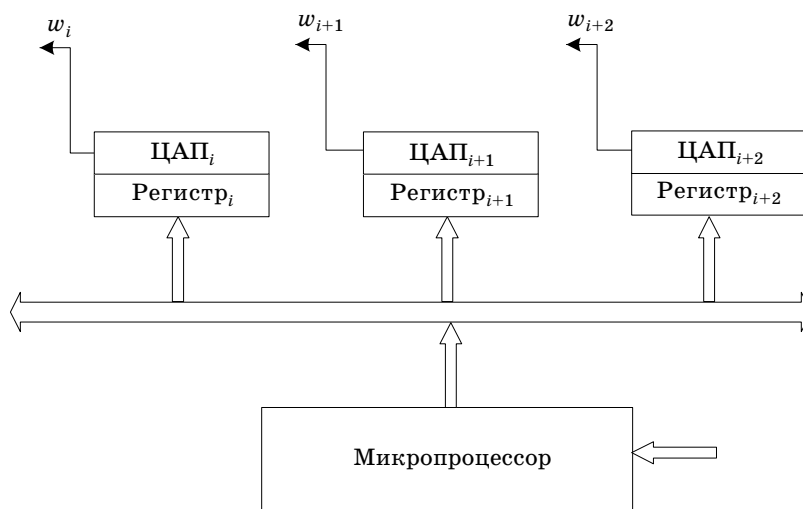 w_i
w_{i+1}
w_{i+2}
ЦАП_i
ЦАП_{i+1}
ЦАП_{i+2}
Регистр_i
Регистр_{i+1}
Регистр_{i+2}
Микропроцессор